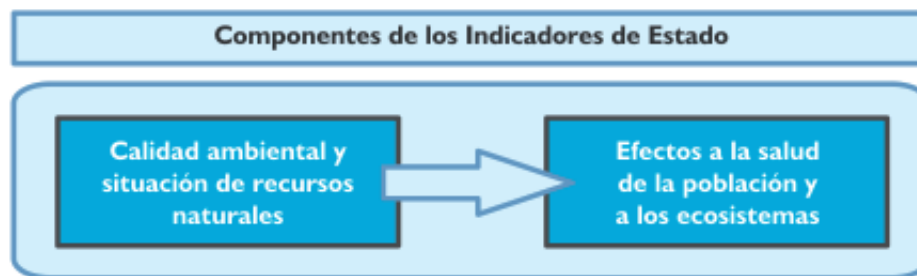 Componentes de los Indicadores de Estado
Calidad ambiental y
situación de recursos
naturales
Efectos a la salud
de la población y
a los ecosistemas